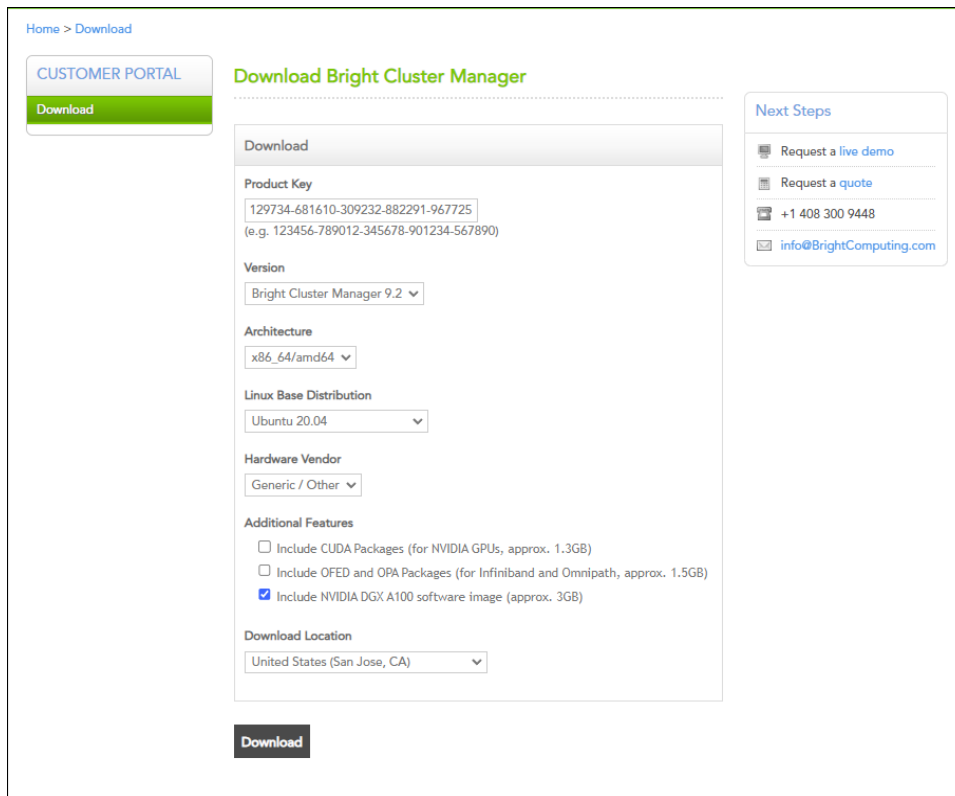 Home > Download
CUSTOMER PORTAL
Download
Download Bright Cluster Manager
Download
Product Key
129734-681610-309232-882291-967725
(e.g. 123456-789012-345678-901234-567890)
Version
Bright Cluster Manager 9.2
Architecture
x86_64/amd64
Linux Base Distribution
Ubuntu 20.04
Hardware Vendor
Generic / Other
Additional Features
Include CUDA Packages (for NVIDIA GPUs, approx. 1.3GB)
Include OFED and OPA Packages (for Infiniband and Omnipath, approx. 1.5GB)
Include NVIDIA DGX A100 software image (approx. 3GB)
Download Location
United States (San Jose, CA)
Download
Next Steps
Request a live demo
Request a quote
+1 408 300 9448
info@BrightComputing.com